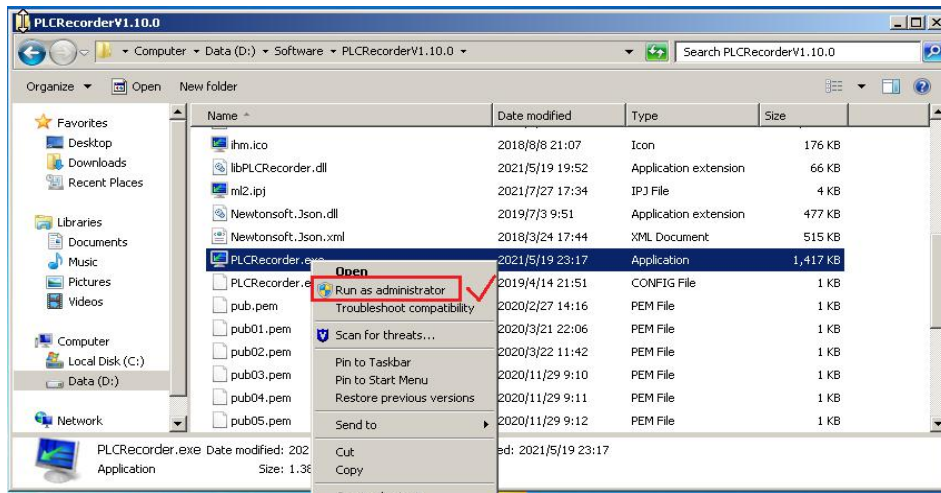 PLCRecorderV1.10.0
Computer Data (D:) Software PLCRecorderV1.10.0
Search PLCRecorderV1.10.0
Organize Open New folder
Name Date modified Type Size
Favorites
Desktop
Downloads
Recent Places
Libraries
Documents
Music
Pictures
Videos
Computer
Local Disk (C:)
Data (D:)
Network
ihm.ico 2018/8/8 21:07 Icon 176 KB
libPLCRecorder.dll 2021/5/19 19:52 Application extension 66 KB
ml2.ipj 2021/7/27 17:34 IPJ File 4 KB
Newtonsoft.Json.dll 2019/7/3 9:51 Application extension 477 KB
Newtonsoft.Json.xml 2018/3/24 17:44 XML Document 515 KB
PLCRecorder.exe 2021/5/19 23:17 Application 1,417 KB
PLCRecorder.e 2019/4/14 21:51 CONFIG File 1 KB
pub.pem 2020/2/27 14:16 PEM File 1 KB
pub01.pem 2020/3/21 22:06 PEM File 1 KB
pub02.pem 2020/3/22 11:42 PEM File 1 KB
pub03.pem 2020/11/29 9:10 PEM File 1 KB
pub04.pem 2020/11/29 9:11 PEM File 1 KB
pub05.pem 2020/11/29 9:12 PEM File 1 KB
Open
Run as administrator
Troubleshoot compatibility
Scan for threats...
Pin to Taskbar
Pin to Start Menu
Restore previous versions
Send to
Cut
Copy
PLCRecorder.exe Date modified: 202 ed: 2021/5/19 23:17
Application Size: 1.38